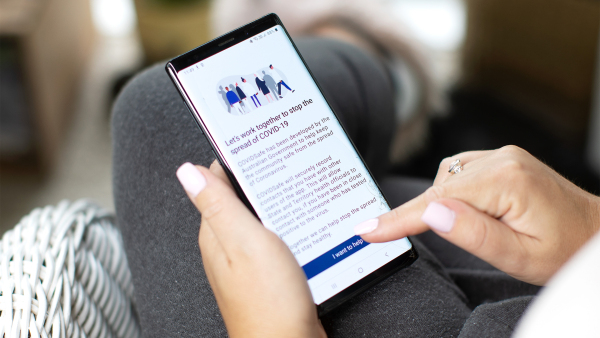 Let's work together to stop the
spread of COVID-19
COVIDSafe has been developed by the
Australian Government to help keep
the community safe from the spread
of Coronavirus.
COVIDSafe will securely record
contacts that you have with other
users of the app. This will allow
State and Territory health officials to
contact you, if you have been in close
contact with someone who has tested
positive to the virus.
Together we can help stop the spread
and stay healthy.
I want to help